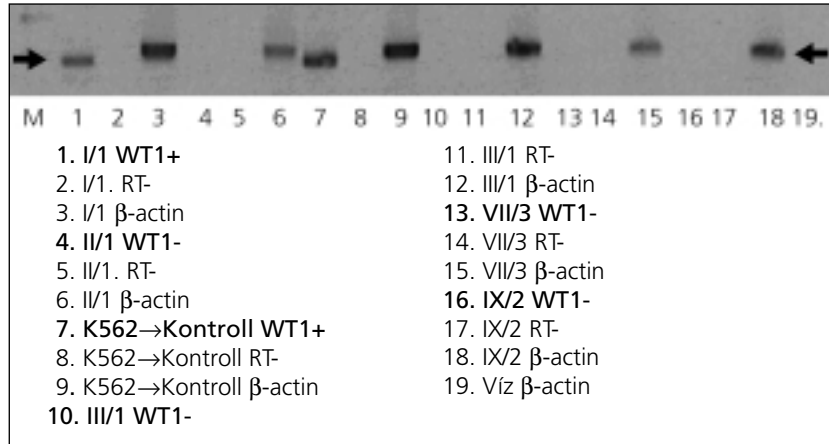 M 1 2 3 4 5 6 7 8 9 10 11 12 13 14 15 16 17 18 19.
1. I/1 WT1+
2. I/1. RT-
3. I/1 β-actin
4. II/1 WT1-
5. II/1. RT-
6. II/1 β-actin
7. K562→Kontroll WT1+
8. K562→Kontroll RT-
9. K562→Kontroll β-actin
10. III/1 WT1-
11. III/1 RT-
12. III/1 β-actin
13. VII/3 WT1-
14. VII/3 RT-
15. VII/3 β-actin
16. IX/2 WT1-
17. IX/2 RT-
18. IX/2 β-actin
19. Víz β-actin